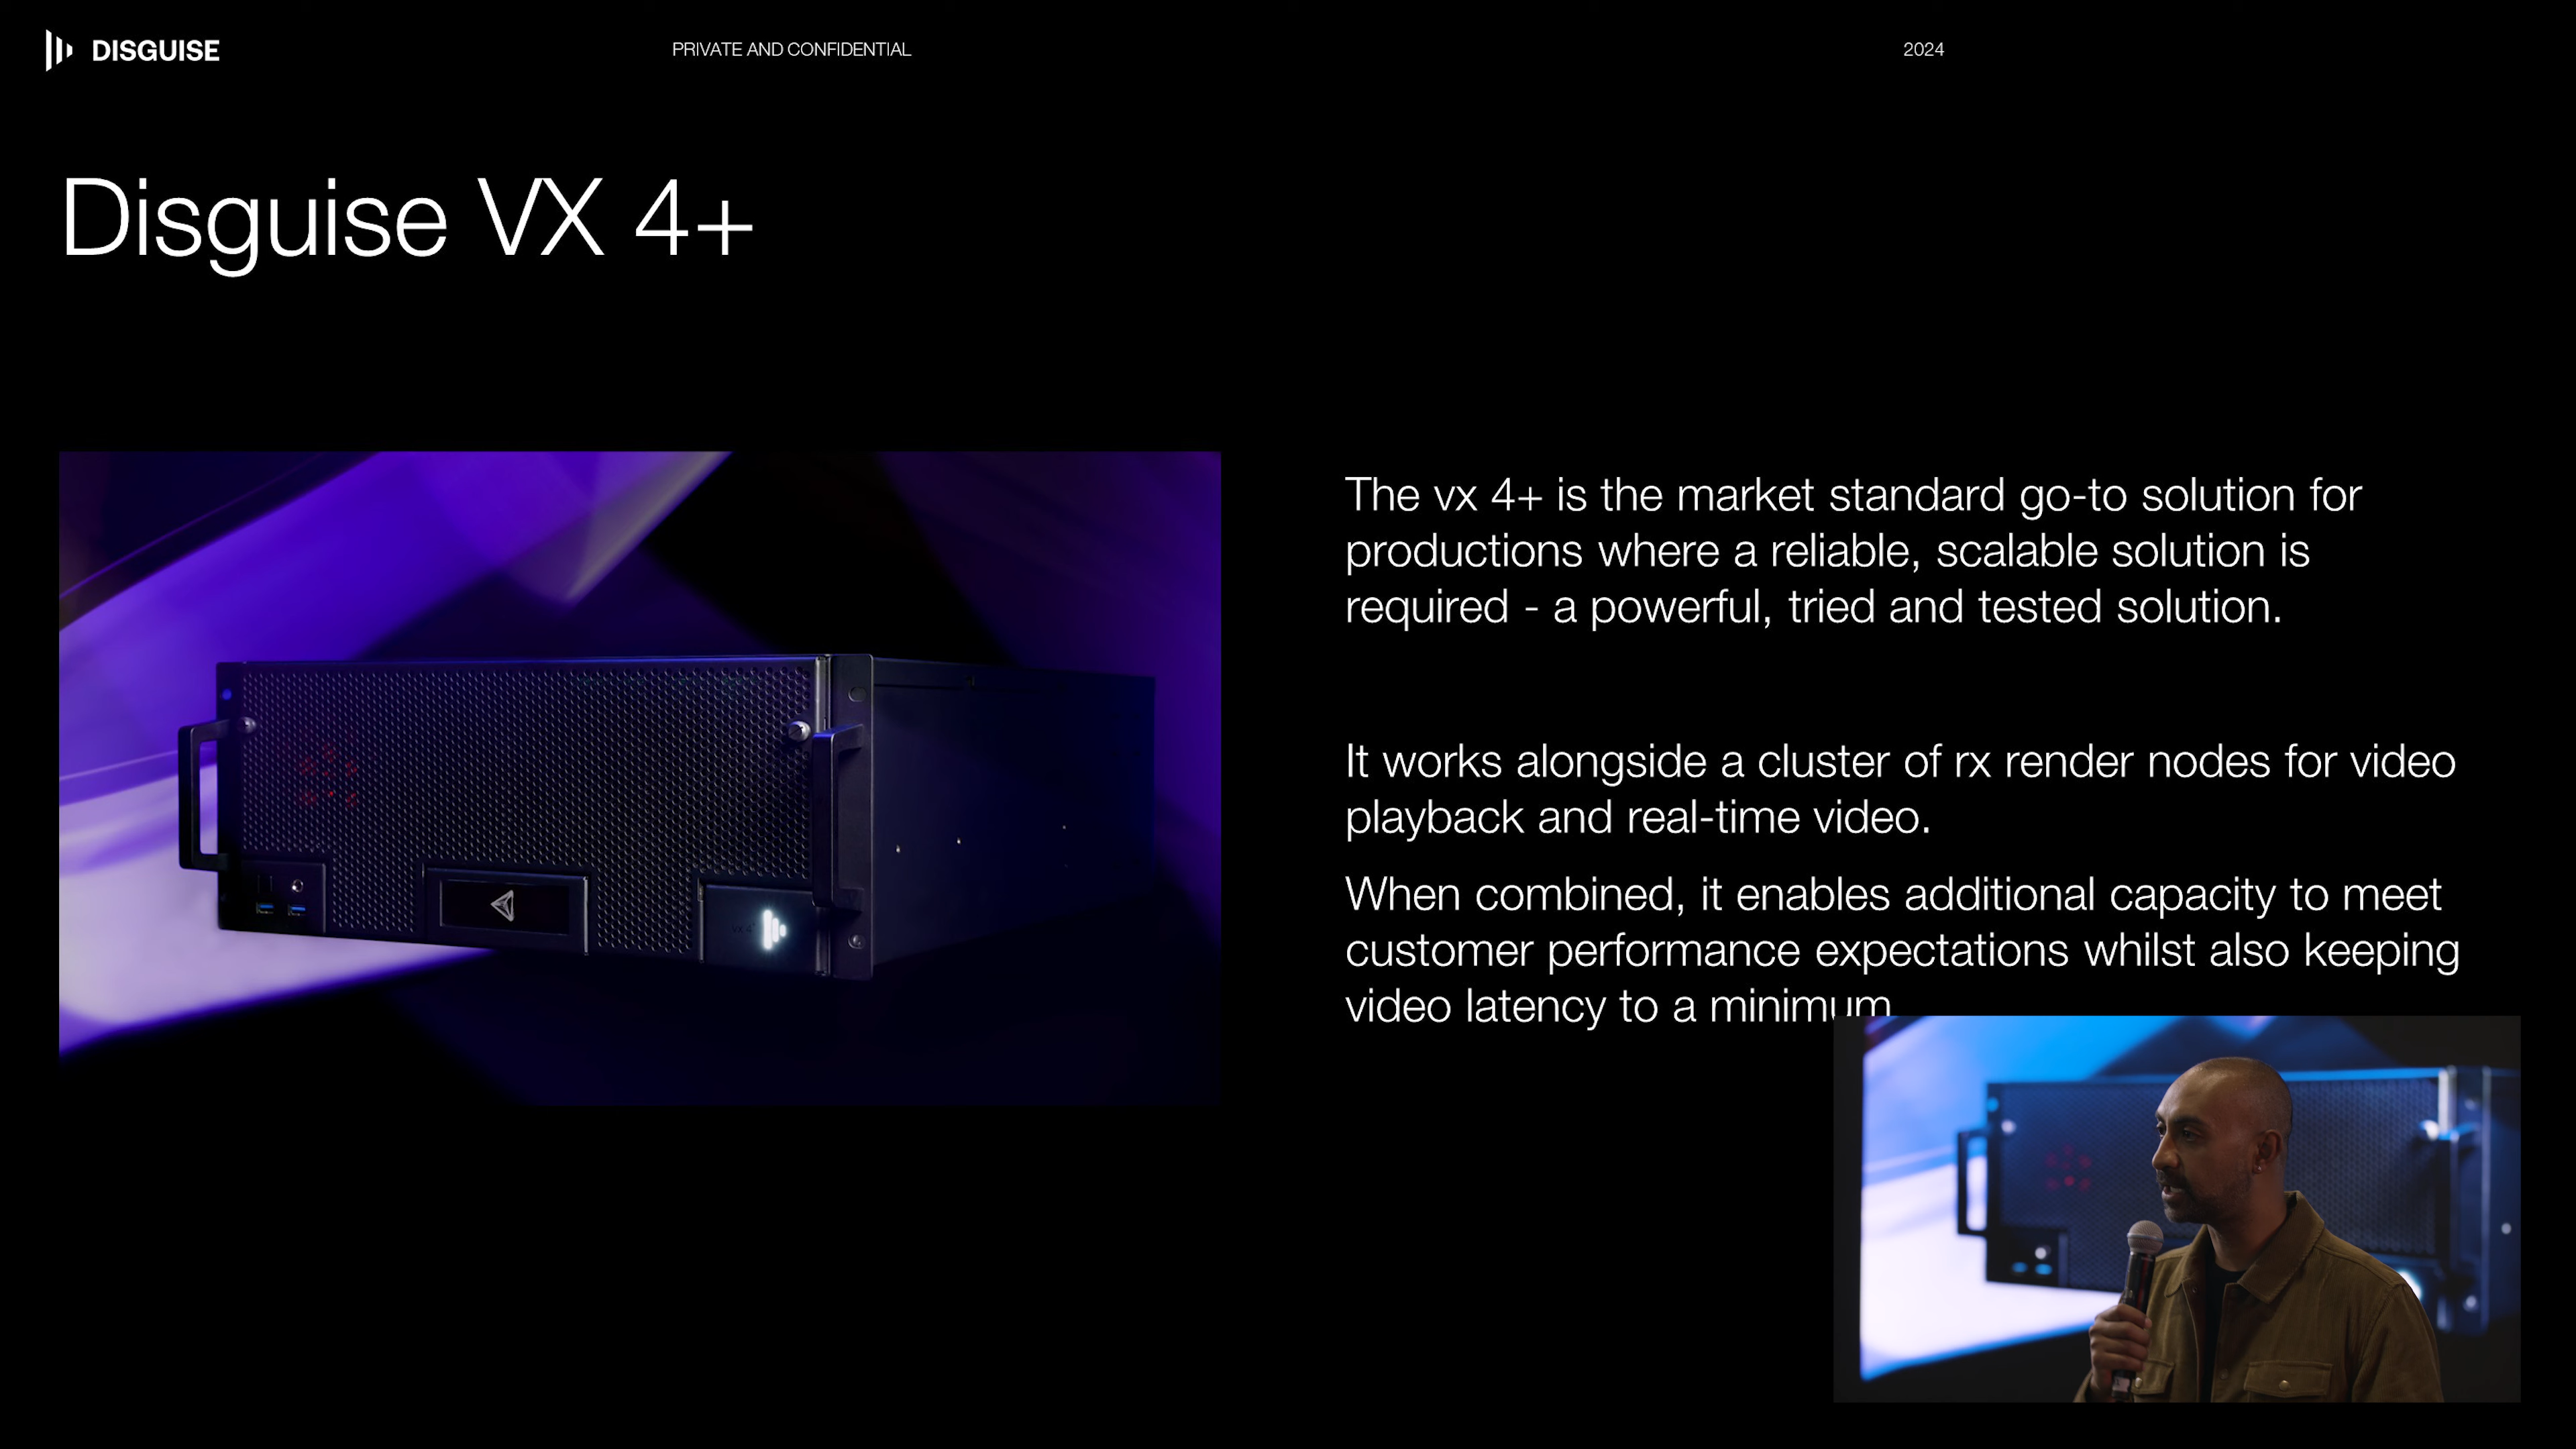 DISGUISE
PRIVATE AND CONFIDENTIAL
2024
Disguise VX 4+
The vx 4+ is the market standard go-to solution for
productions where a reliable, scalable solution is
required - a powerful, tried and tested solution.
It works alongside a cluster of rx render nodes for video
playback and real-time video.
When combined, it enables additional capacity to meet
customer performance expectations whilst also keeping
video latency to a minimum
vx 4+